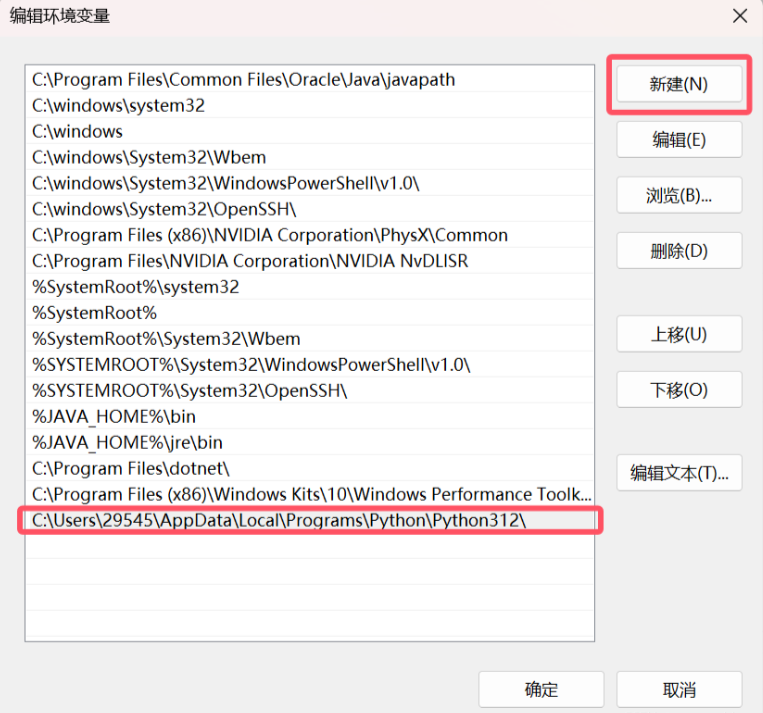 编辑环境变量
C:\Program Files\Common Files\Oracle\Java\javapath
新建(N)
C:\windows\system32
C:\windows
编辑(E)
C:\windows\System32\Wbem
C:\windows\System32\WindowsPowerShell\v1.0\
浏览(B)...
C:\windows\System32\OpenSSH\
C:\Program Files (x86)\NVIDIA Corporation\PhysX\Common
删除(D)
C:\Program Files\NVIDIA Corporation\NVIDIA NvDLISR
%SystemRoot%\system32
%SystemRoot%
上移(U)
%SystemRoot%\System32\Wbem
%SYSTEMROOT%\System32\WindowsPowerShell\v1.0\
下移(O)
%SYSTEMROOT%\System32\OpenSSH\
%JAVA_HOME%\bin
%JAVA_HOME%\jre\bin
C:\Program Files\dotnet\
编辑文本(T)...
C:\Program Files (x86)\Windows Kits\10\Windows Performance Toolk...
C:\Users\29545\AppData\Local\Programs\Python\Python312\
确定
取消